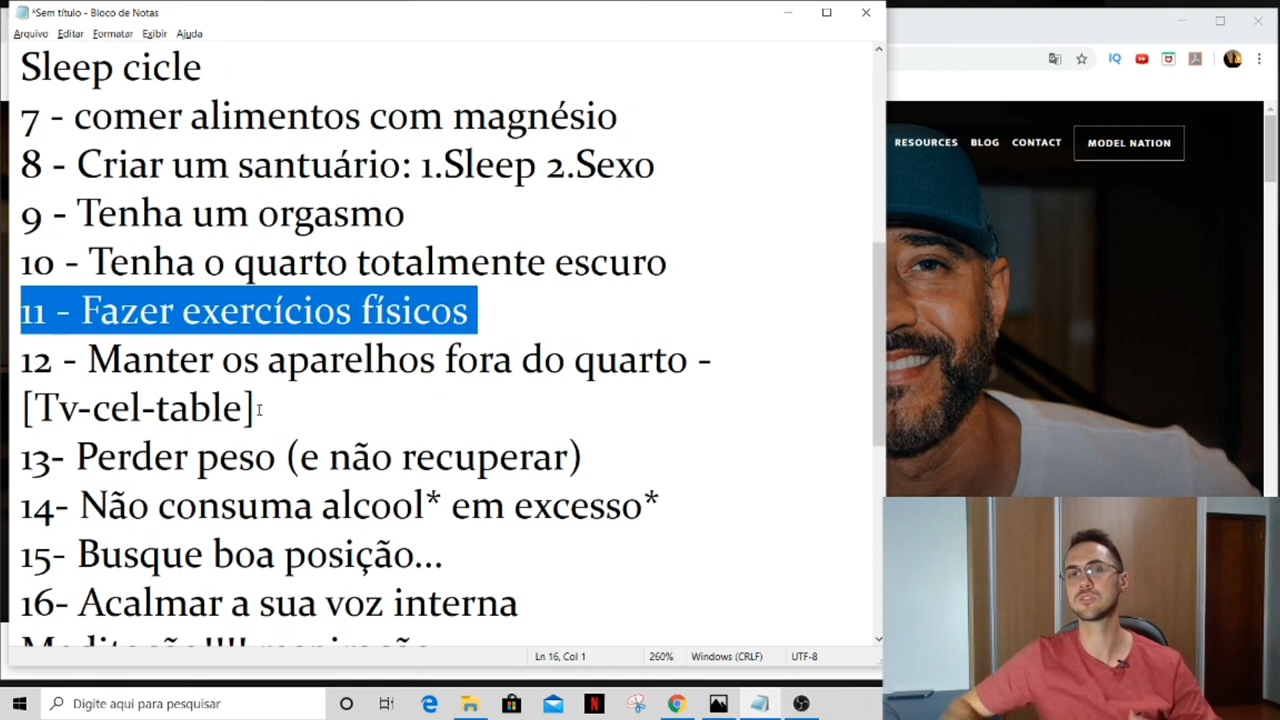 *Sem título - Bloco de Notas
Arquivo Editar Formatar Exibir Ajuda
Sleep cicle
7 - comer alimentos com magnésio
8 - Criar um santuário: 1.Sleep 2.Sexo
9 - Tenha um orgasmo
10 - Tenha o quarto totalmente escuro
11 - Fazer exercícios físicos
12 - Manter os aparelhos fora do quarto -
[Tv-cel-table]
13- Perder peso (e não recuperar)
14- Não consuma alcool* em excesso*
15- Busque boa posição...
16- Acalmar a sua voz interna
Meditação!!!! respiração
Ln 16, Col 1 260% Windows (CRLF) UTF-8
IQ
RESOURCES BLOG CONTACT MODEL NATION
Digite aqui para pesquisar